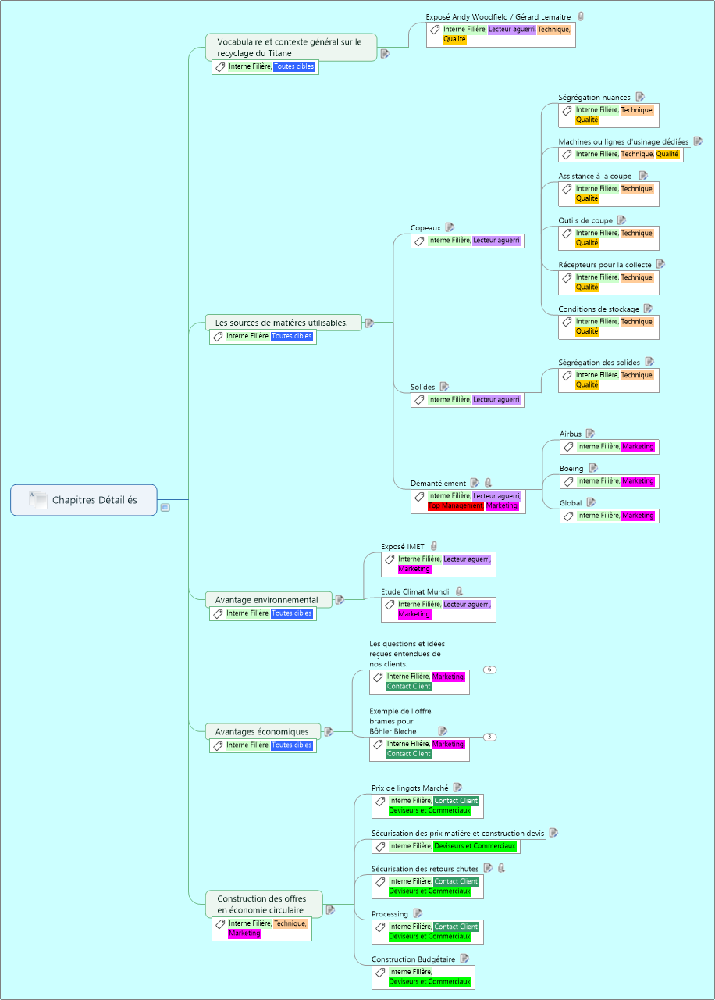 Exposé Andy Woodfield / Gérard Lemaitre
Interne Filière, Lecteur aguerri, Technique,
Qualité
Vocabulaire et contexte général sur le
recyclage du Titane
Interne Filière, Toutes cibles
Ségrégation nuances
Interne Filière, Technique,
Qualité
Machines ou lignes d'usinage dédiées
Interne Filière, Technique, Qualité
Assistance à la coupe
Interne Filière, Technique,
Qualité
Outils de coupe
Interne Filière, Technique,
Qualité
Copeaux
Interne Filière, Lecteur aguerri
Récepteurs pour la collecte
Interne Filière, Technique,
Qualité
Conditions de stockage
Interne Filière, Technique,
Qualité
Les sources de matières utilisables.
Interne Filière, Toutes cibles
Ségrégation des solides
Interne Filière, Technique,
Qualité
Solides
Interne Filière, Lecteur aguerri
Airbus
Interne Filière, Marketing
Boeing
Interne Filière, Marketing
Démantèlement
Interne Filière, Lecteur aguerri,
Top Management, Marketing
Global
Interne Filière, Marketing
A
Chapitres Détaillés
Exposé IMET
Interne Filière, Lecteur aguerri,
Marketing
Etude Climat Mundi
Interne Filière, Lecteur aguerri,
Marketing
Avantage environnemental
Interne Filière, Toutes cibles
Les questions et idées
reçues entendues de
nos clients.
6
Interne Filière, Marketing,
Contact Client
Exemple de l'offre
brames pour
Bôhler Bleche
3
Interne Filière, Marketing,
Contact Client
Avantages économiques
Interne Filière, Toutes cibles
Prix de lingots Marché
Interne Filière, Contact Client,
Deviseurs et Commerciaux
Sécurisation des prix matière et construction devis
Interne Filière, Deviseurs et Commerciaux
Sécurisation des retours chutes
Interne Filière, Contact Client,
Deviseurs et Commerciaux
Construction des offres
en économie circulaire
Interne Filière, Technique,
Marketing
Processing
Interne Filière, Contact Client,
Deviseurs et Commerciaux
Construction Budgétaire
Interne Filière,
Deviseurs et Commerciaux